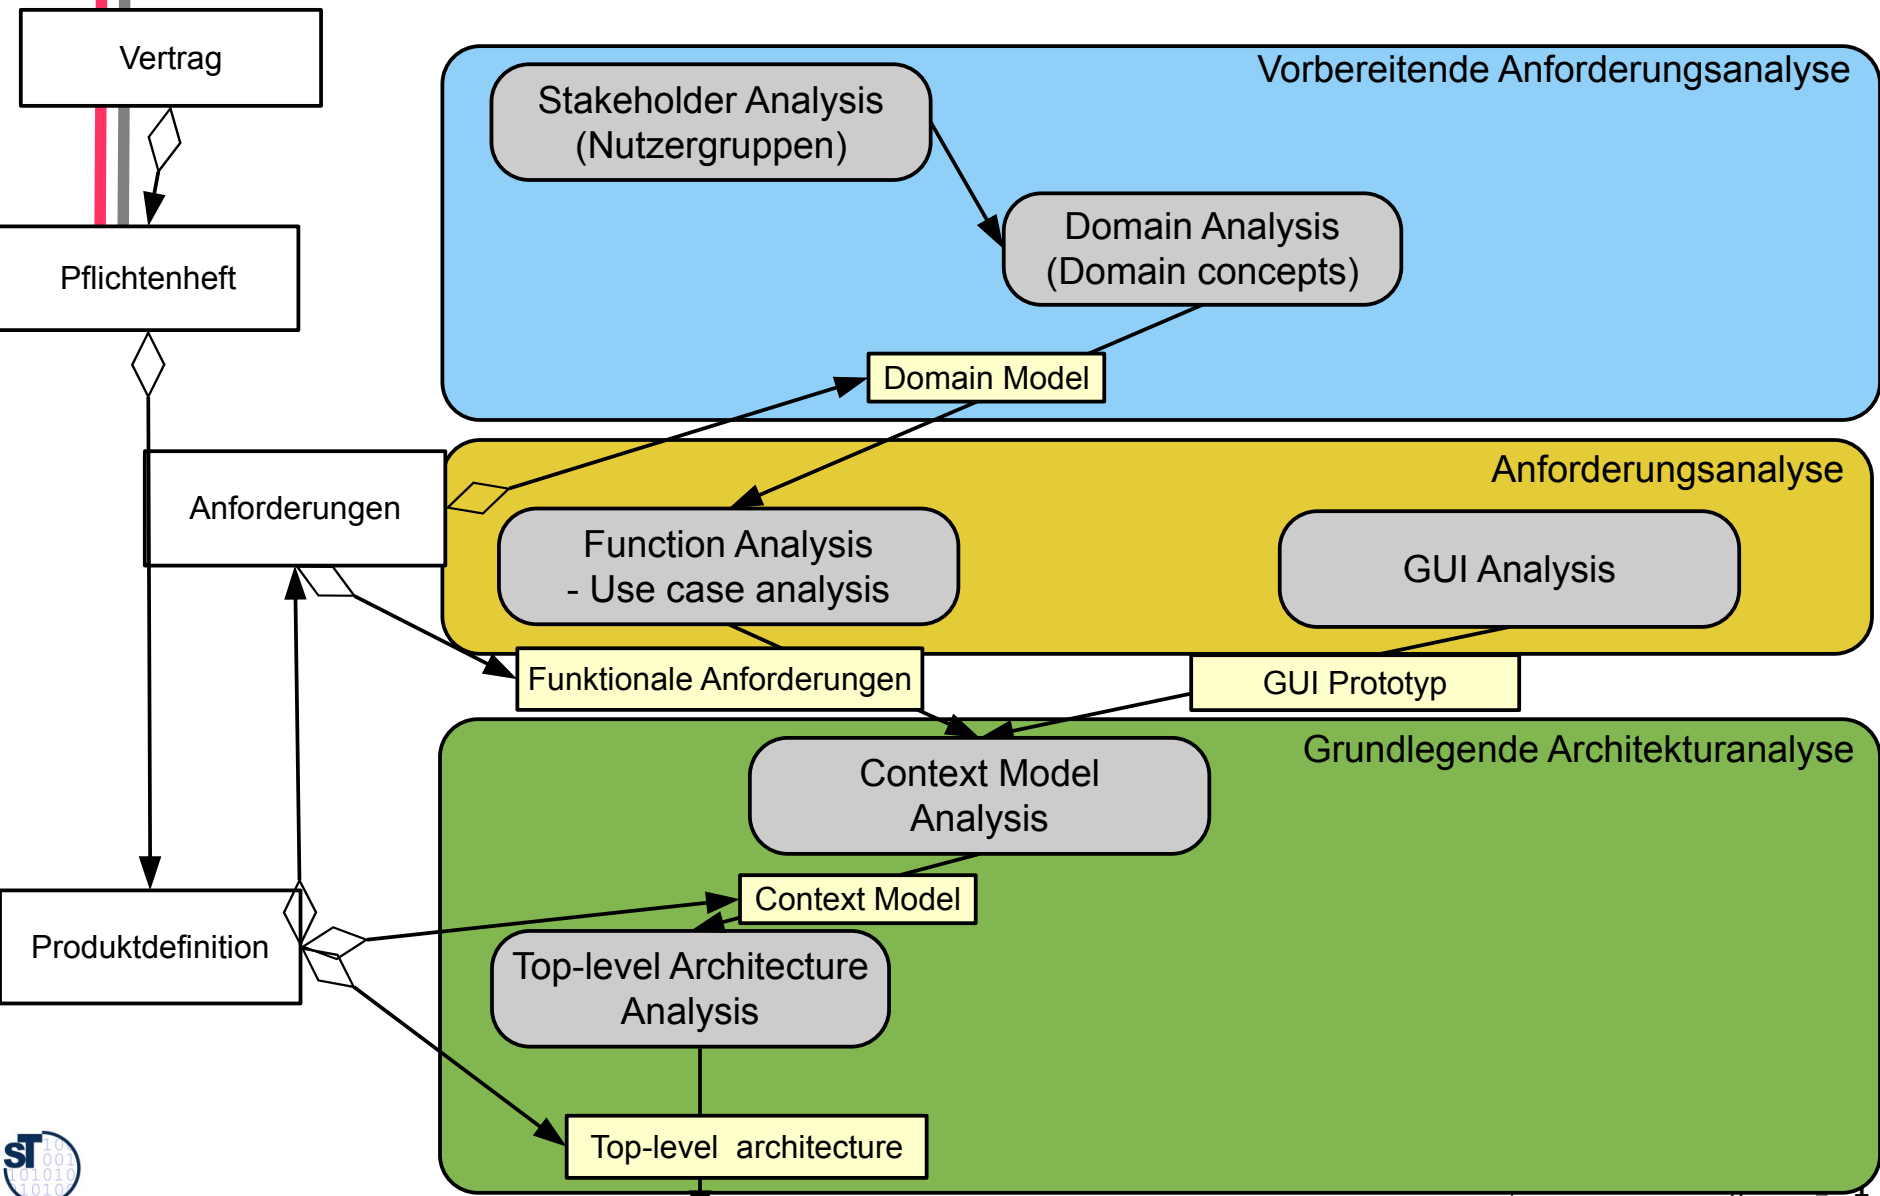 Vertrag
Vorbereitende Anforderungsanalyse
Stakeholder Analysis
(Nutzergruppen)
Domain Analysis
(Domain concepts)
Pflichtenheft
Domain Model
Anforderungsanalyse
Anforderungen
Function Analysis
- Use case analysis
GUI Analysis
Funktionale Anforderungen
GUI Prototyp
Grundlegende Architekturanalyse
Context Model
Analysis
Context Model
Produktdefinition
Top-level Architecture
Analysis
Top-level architecture
sT